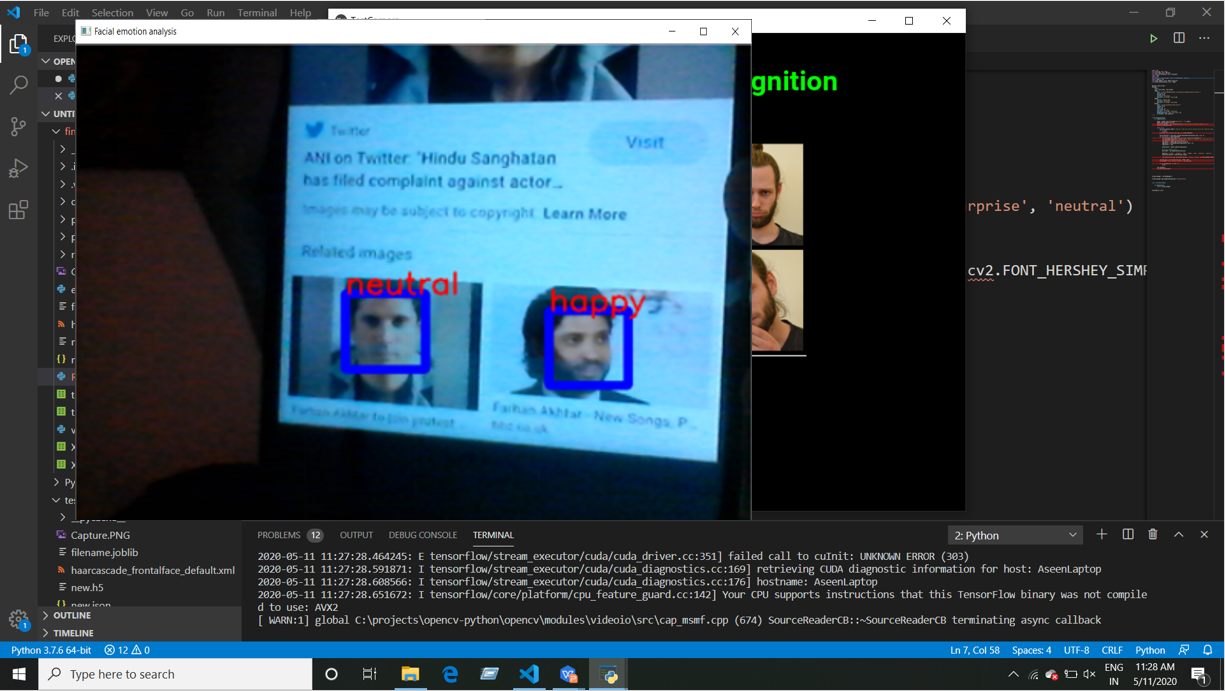 File Edit Selection View Go Run Terminal Help
Facial emotion analysis
gnition
Twitter
Visit
ANI on Twitter: 'Hindu Sanghatan
has filed complaint against actor...
Images may be subject to copyright. Learn More
Related images
neutral
happy
Farhan Akhtar to join protest ...
Farhan Akhtar - New Songs, P...
bbc.co.uk
rprise', 'neutral')
cv2.FONT_HERSHEY_SIMP
EXPLO
OPEN
UNTI
fin
Py
tes
Capture.PNG
filename.joblib
haarcascade_frontalface_default.xml
new.h5
new.json
OUTLINE
TIMELINE
PROBLEMS 12 OUTPUT DEBUG CONSOLE TERMINAL
2: Python
2020-05-11 11:27:28.464245: E tensorflow/stream_executor/cuda/cuda_driver.cc:351] failed call to cuInit: UNKNOWN ERROR (303)
2020-05-11 11:27:28.591871: I tensorflow/stream_executor/cuda/cuda_diagnostics.cc:169] retrieving CUDA diagnostic information for host: AseenLaptop
2020-05-11 11:27:28.608566: I tensorflow/stream_executor/cuda/cuda_diagnostics.cc:176] hostname: AseenLaptop
2020-05-11 11:27:28.651672: I tensorflow/core/platform/cpu_feature_guard.cc:142] Your CPU supports instructions that this TensorFlow binary was not compile
d to use: AVX2
[ WARN:1] global C:\projects\opencv-python\opencv\modules\videoio\src\cap_msmf.cpp (674) SourceReaderCB::~SourceReaderCB terminating async callback
Python 3.7.6 64-bit 12 0 Ln 7, Col 58 Spaces: 4 UTF-8 CRLF Python
Type here to search
ENG
IN
11:28 AM
5/11/2020
1